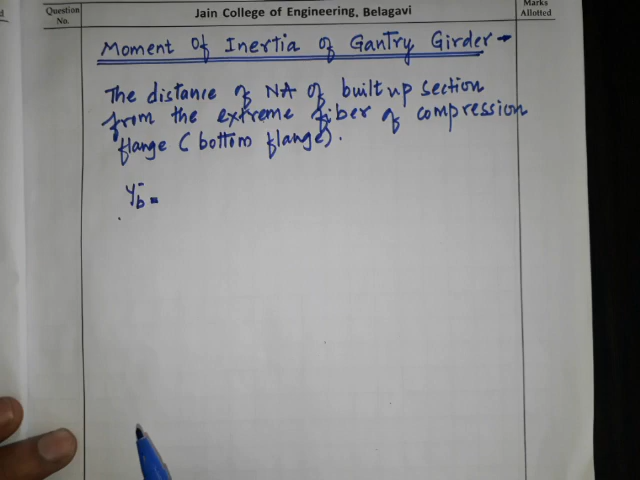 Question No.
Jain College of Engineering, Belagavi
Marks Allotted
Moment Of Inertia Of Gantry Girder →
The distance of NA of built up section
from the extreme fiber of compression
flange (bottom flange).
ȳb =